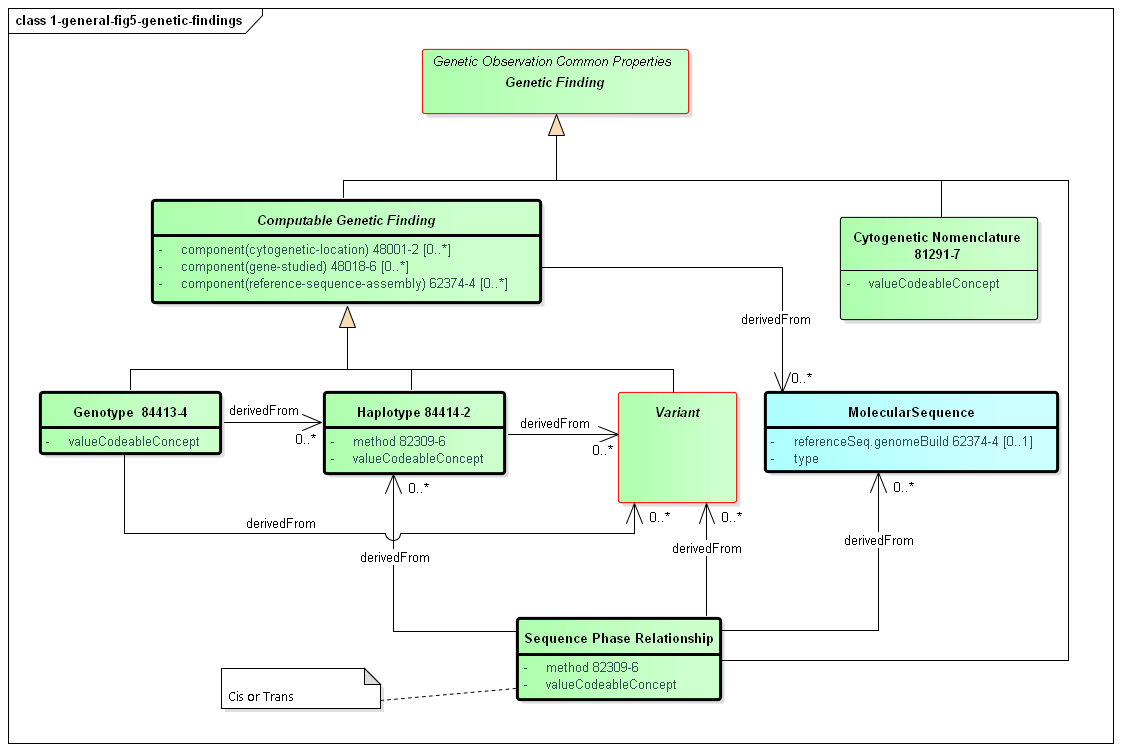 class 1-general-fig5-genetic-findings
Genetic Observation Common Properties
Genetic Finding
Computable Genetic Finding
- component(cytogenetic-location) 48001-2 [0..*]
- component(gene-studied) 48018-6 [0..*]
- component(reference-sequence-assembly) 62374-4 [0..*]
Cytogenetic Nomenclature
81291-7
- valueCodeableConcept
derivedFrom
0..*
Genotype 84413-4
- valueCodeableConcept
derivedFrom
0..*
Haplotype 84414-2
- method 82309-6
- valueCodeableConcept
derivedFrom
0..*
Variant
MolecularSequence
- referenceSeq.genomeBuild 62374-4 [0..1]
- type
0..*
0..*
0..*
0..*
derivedFrom
derivedFrom
derivedFrom
derivedFrom
Sequence Phase Relationship
- method 82309-6
- valueCodeableConcept
Cis or Trans